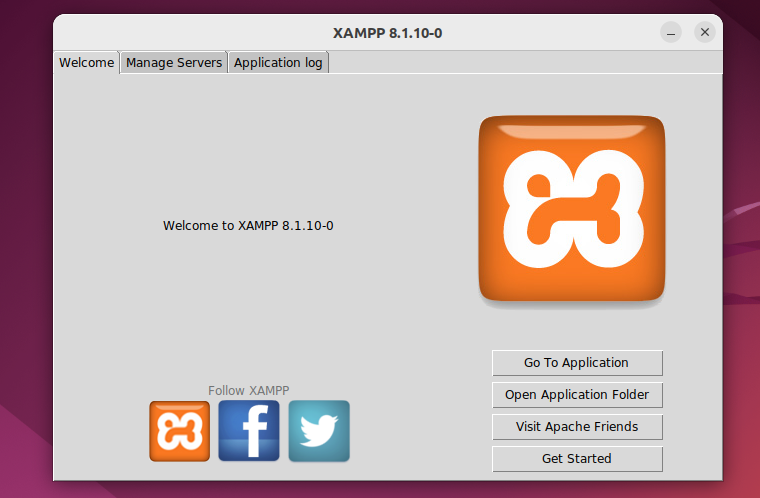 XAMPP 8.1.10-0
Welcome
Manage Servers
Application log
Welcome to XAMPP 8.1.10-0
Go To Application
Open Application Folder
Visit Apache Friends
Get Started
Follow XAMPP
f